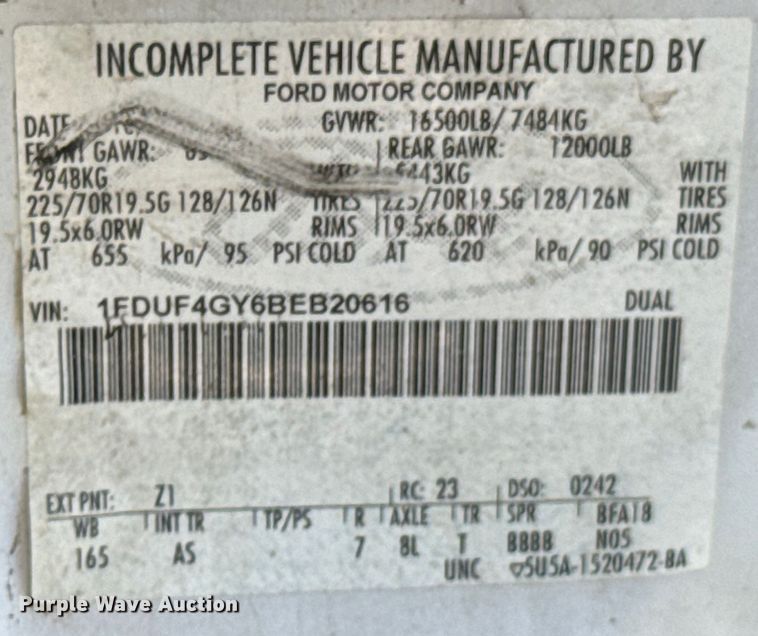 INCOMPLETE VEHICLE MANUFACTURED BY
FORD MOTOR COMPANY
DATE GVWR: 16500LB/ 7484KG
FRONT GAWR: REAR GAWR: 12000LB
2948KG WITH 5443KG WITH
225/70R19.5G 128/126N TIRES 225/70R19.5G 128/126N TIRES
19.5x6.0RW RIMS 19.5x6.0RW RIMS
AT 655 kPa/ 95 PSI COLD AT 620 kPa/ 90 PSI COLD
VIN: 1FDUF4GY6BEB20616 DUAL
EXT PNT: Z1 RC: 23 DSO: 0242
WB INT TR TP/PS R AXLE TR SPR BFA18
165 AS 7 8L T BBBB N05
UNC 5U5A-1520472-BA
Purple Wave Auction